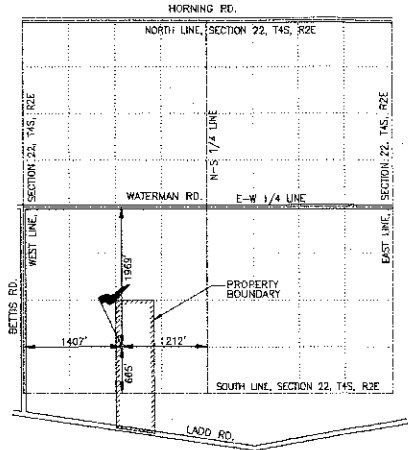 HORNING RD.
NORTH LINE, SECTION 22, T4S, R2E
SECTION 22, T4S, R2E
N-S 1/4 LINE
SECTION 22, T4S, R2E
WATERMAN RD.
E-W 1/4 LINE
WEST LINE,
EAST LINE,
BETTIS RD.
1969'
PROPERTY
BOUNDARY
1407'
1212'
665'
SOUTH LINE, SECTION 22, T4S, R2E
LADD RD.